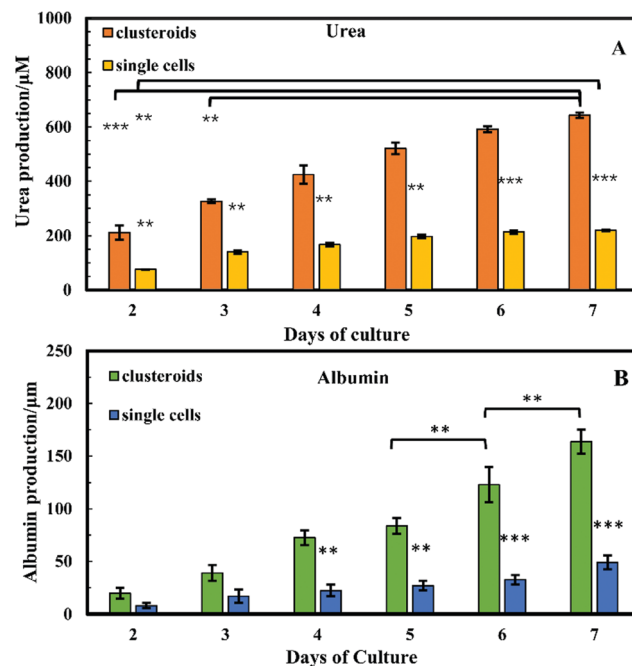 1000
clusteroids
Urea
A
800
single cells
Urea production/µM
600
*** ** **
400
** ** ** ** *** ***
200
0
2 3 4 5 6 7
Days of culture
250
clusteroids
Albumin
B
200
single cells
** **
Albumin production/µm
150
100
** ** *** ***
50
0
2 3 4 5 6 7
Days of Culture